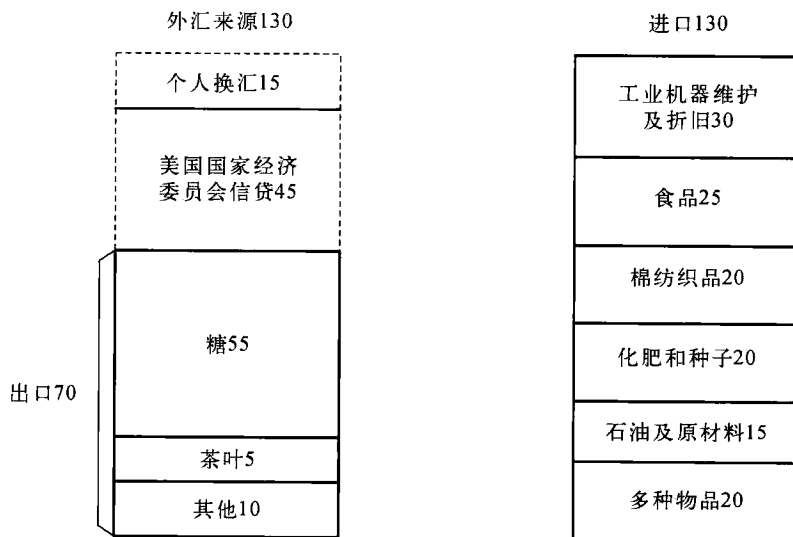 外汇来源130
个人换汇15
美国国家经济
委员会信贷45
糖55
茶叶5
其他10
出口70
进口130
工业机器维护
及折旧30
食品25
棉纺织品20
化肥和种子20
石油及原材料15
多种物品20